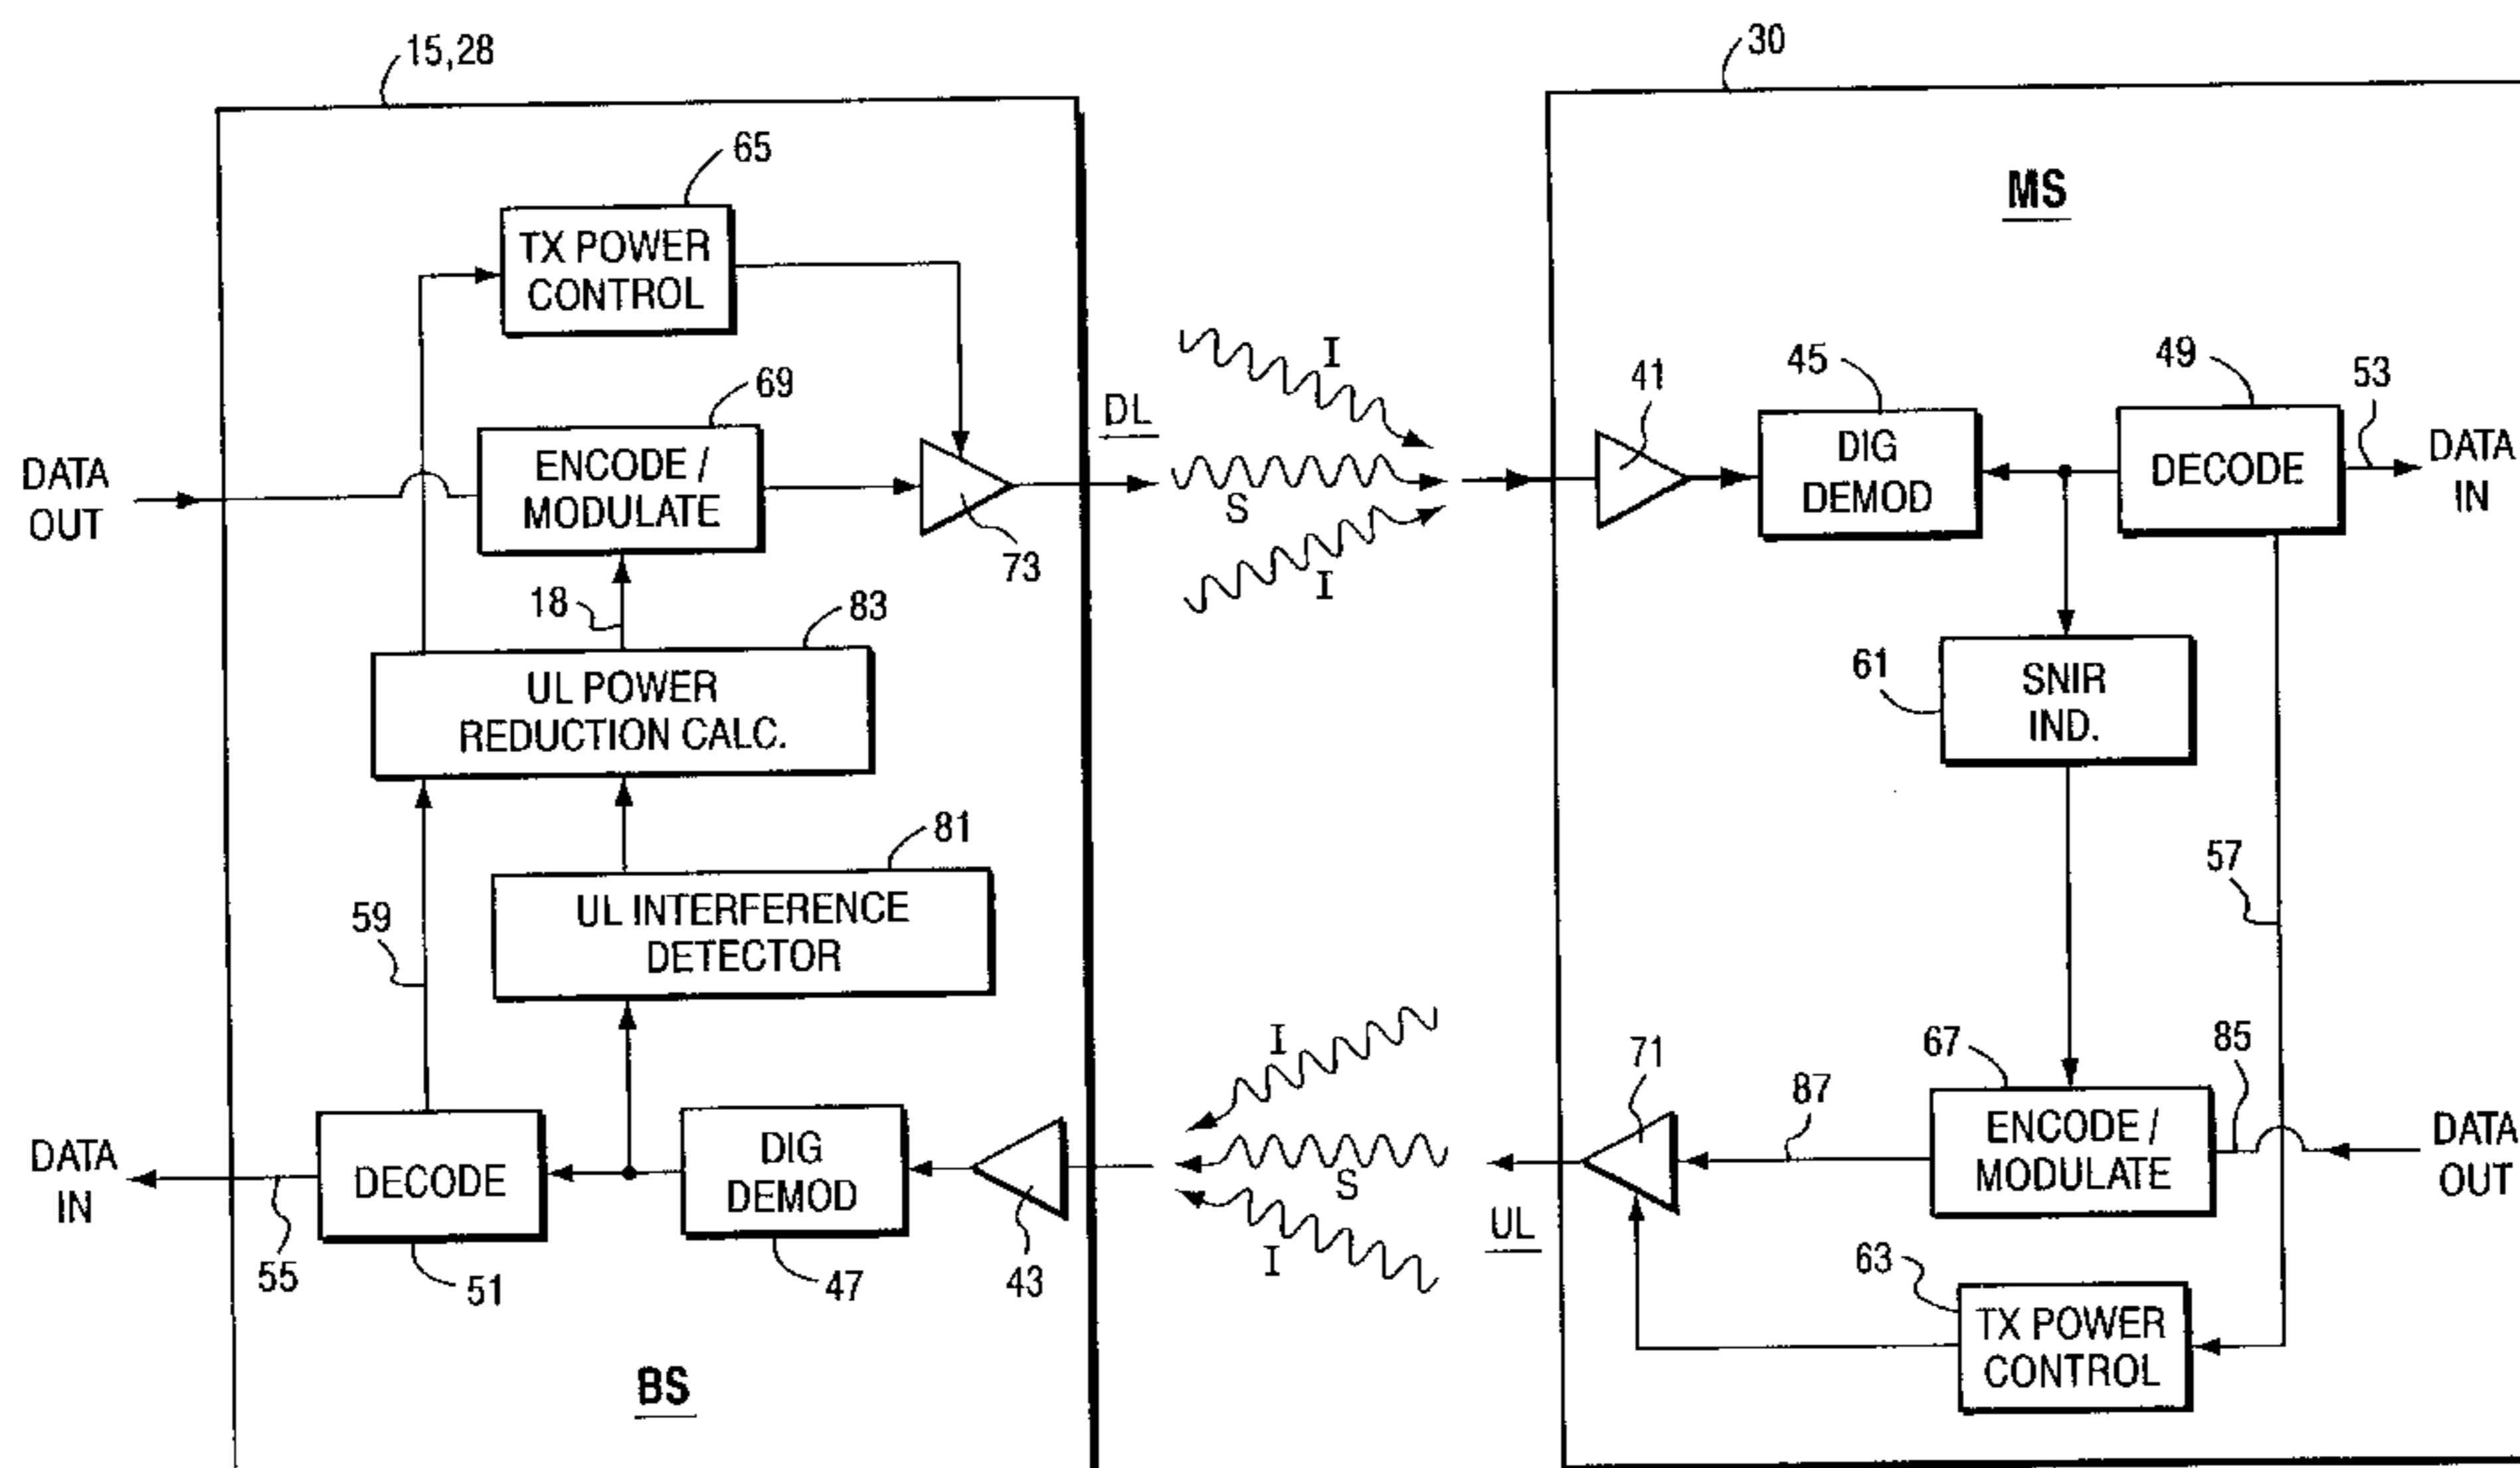 15,28
30
65
MS
TX POWER
CONTROL
69
DL
I
41
45
49
53
DATA
OUT
ENCODE /
MODULATE
73
S
I
DIG
DEMOD
DECODE
DATA
IN
18
83
UL POWER
REDUCTION CALC.
61
SNIR
IND.
81
57
59
UL INTERFERENCE
DETECTOR
I
71
87
67
85
DATA
IN
DECODE
DIG
DEMOD
S
ENCODE /
MODULATE
DATA
OUT
55
51
47
43
I
UL
63
TX POWER
CONTROL
BS